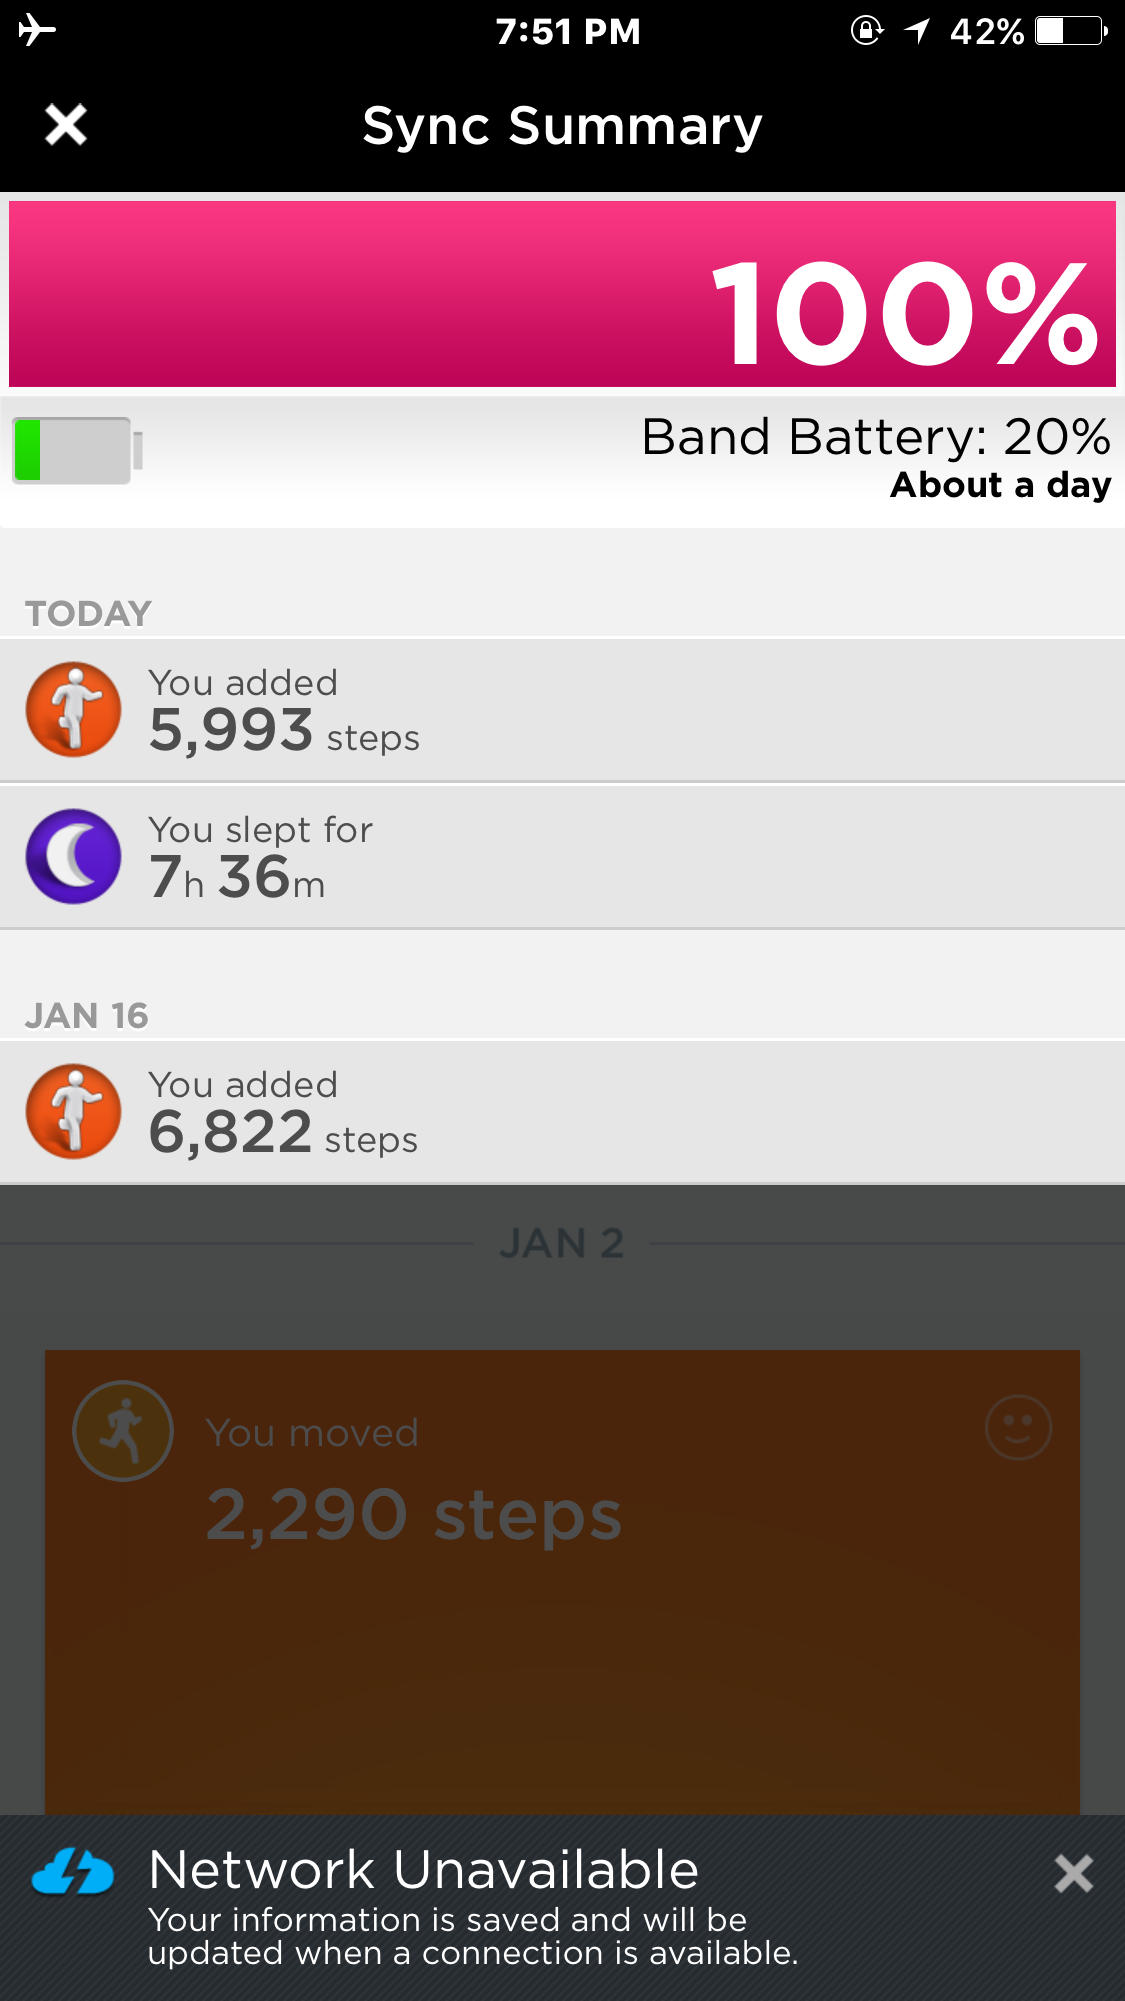 7:51 PM 42%
Sync Summary
100%
Band Battery: 20%
About a day
TODAY
You added
5,993 steps
You slept for
7h 36m
JAN 16
You added
6,822 steps
JAN 2
You moved
2,290 steps
Network Unavailable
Your information is saved and will be
updated when a connection is available.